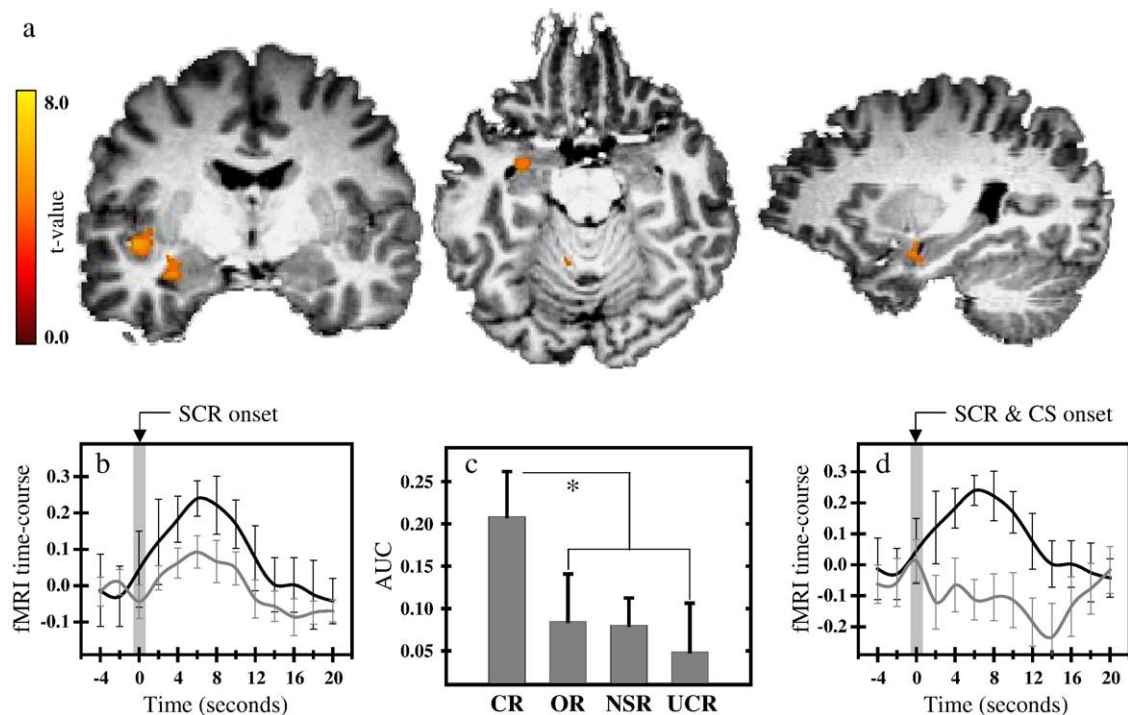 a
8.0
t-value
0.0
SCR onset
b
fMRI time-course
0.3
0.2
0.1
0.0
-0.1
-4 0 4 8 12 16 20
Time (seconds)
c
*
AUC
0.25
0.20
0.15
0.10
0.05
CR OR NSR UCR
SCR & CS onset
d
fMRI time-course
0.3
0.2
0.1
0.0
-0.1
-0.2
-4 0 4 8 12 16 20
Time (seconds)